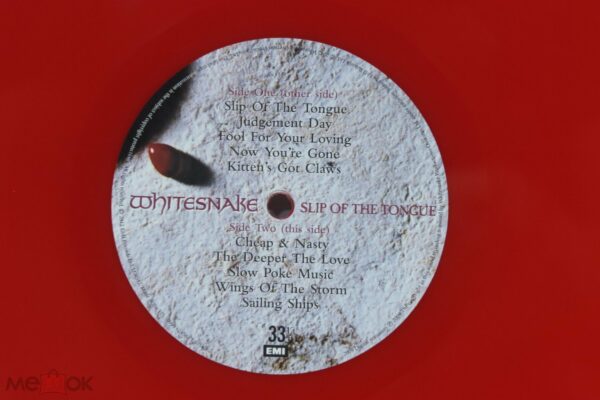 Side One (other side)
Slip Of The Tongue
Judgement Day
Fool For Your Loving
Now You're Gone
Kitten's Got Claws
WHITESNAKE SLIP OF THE TONGUE
Side Two (this side)
Cheap & Nasty
The Deeper The Love
Slow Poke Music
Wings Of The Storm
Sailing Ships
33
EMI
МЕШОК